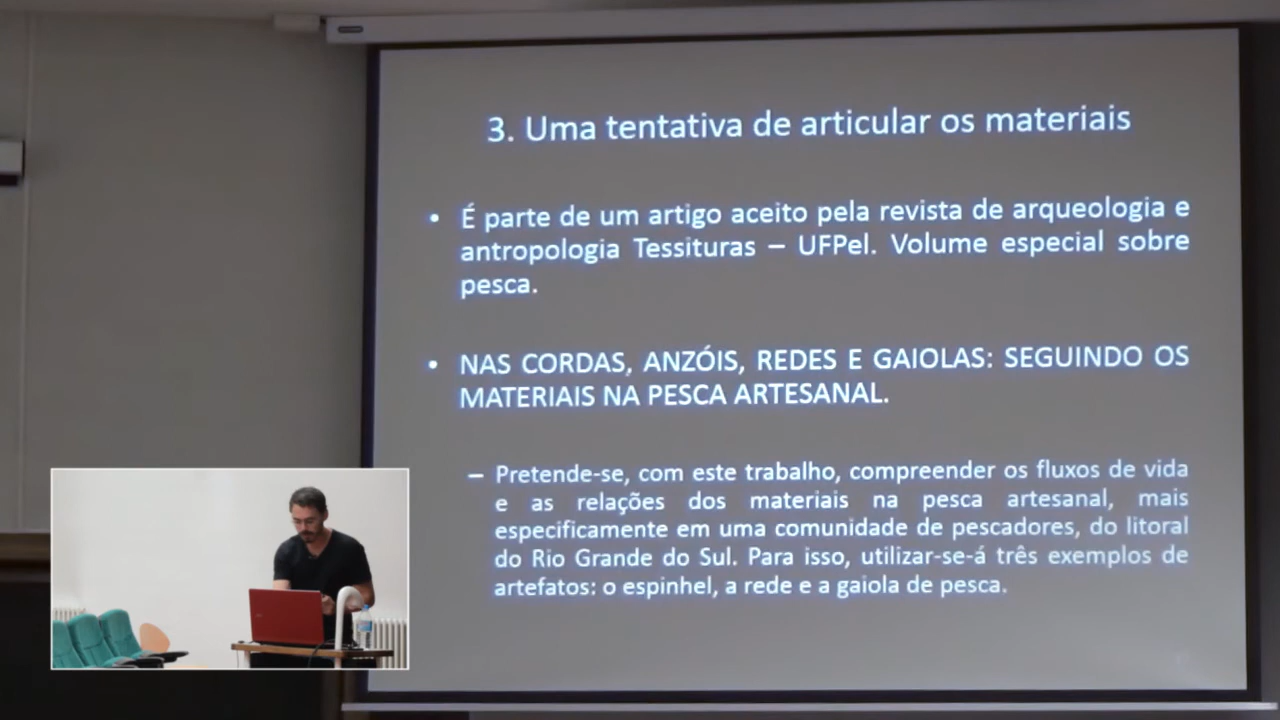 3. Uma tentativa de articular os materiais
• É parte de um artigo aceito pela revista de arqueologia e
antropologia Tessituras – UFPel. Volume especial sobre
pesca.
• NAS CORDAS, ANZÓIS, REDES E GAIOLAS: SEGUINDO OS
MATERIAIS NA PESCA ARTESANAL.
– Pretende-se, com este trabalho, compreender os fluxos de vida
e as relações dos materiais na pesca artesanal, mais
especificamente em uma comunidade de pescadores, do litoral
do Rio Grande do Sul. Para isso, utilizar-se-á três exemplos de
artefatos: o espinhel, a rede e a gaiola de pesca.